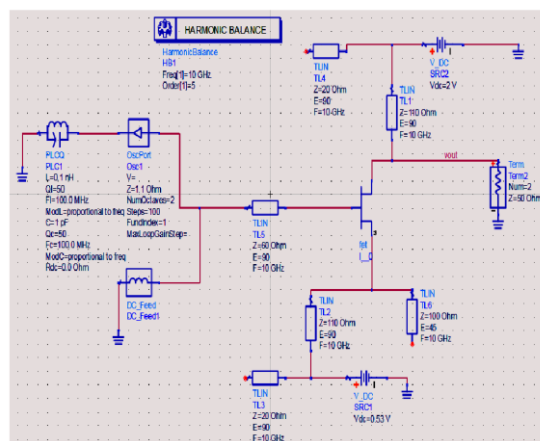 HARMONIC BALANCE
HarmonicBalance
HB1
Freq[1]=10 GHz
Order[1]=5
TLIN
TL4
Z=20 Ohm
E=90
F=10 GHz
V_DC
SRC2
Vdc=2 V
TLIN
TL1
Z=110 Ohm
E=90
F=10 GHz
vout
Term
Term2
Num=2
Z=50 Ohm
PLCQ
PLC1
L=0.1 nH
Ql=50
Fl=100.0 MHz
ModL=proportional to freq
C=1 pF
Qc=50
Fc=100.0 MHz
ModC=proportional to freq
Rdc=0.0 Ohm
OscPort
Osc1
V=
Z=1.1 Ohm
NumOctaves=2
Steps=100
FundIndex=1
MaxLoopGainStep=
TLIN
TL5
Z=60 Ohm
E=90
F=10 GHz
3
fet
DC_Feed
DC_Feed1
TLIN
TL2
Z=110 Ohm
E=90
F=10 GHz
TLIN
TL6
Z=100 Ohm
E=45
F=10 GHz
TLIN
TL3
Z=20 Ohm
E=90
F=10 GHz
V_DC
SRC1
Vdc=0.53 V